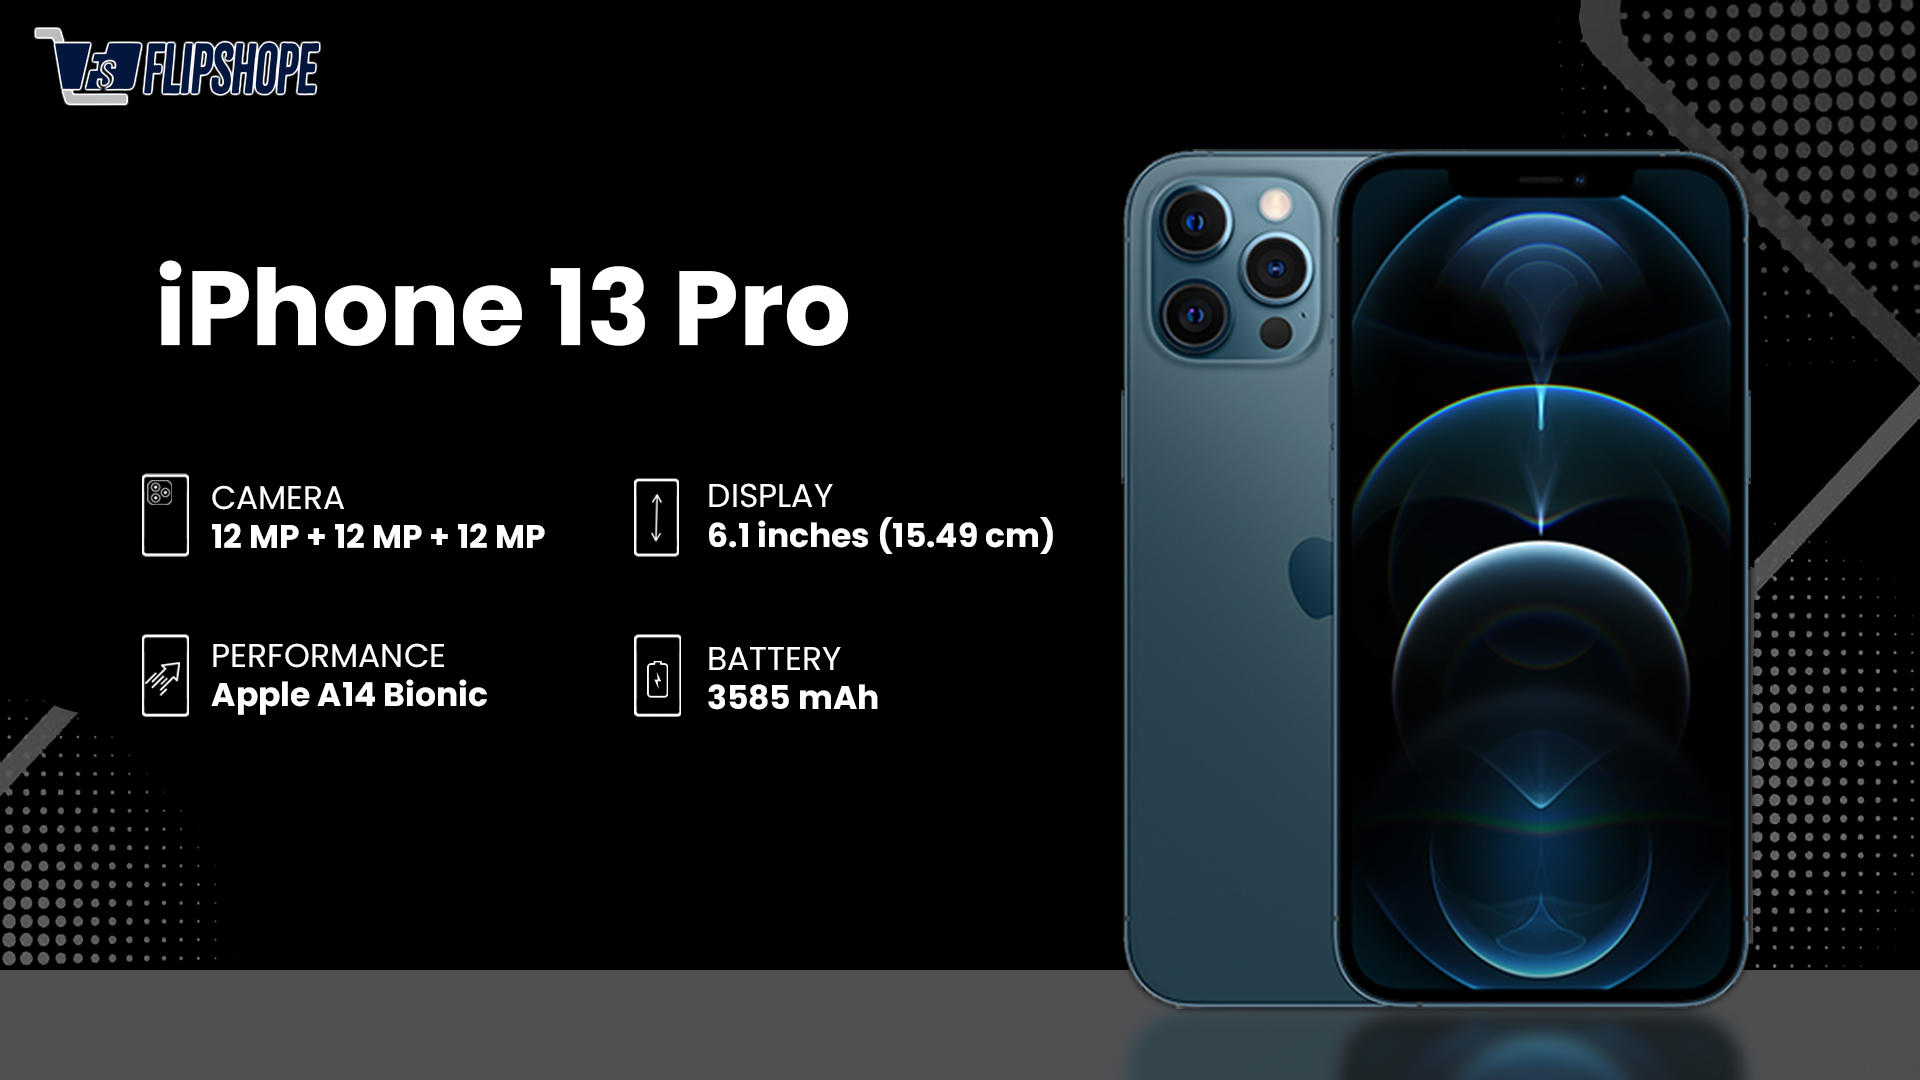 FS FLIPSHOPE
iPhone 13 Pro
CAMERA
12 MP + 12 MP + 12 MP
DISPLAY
6.1 inches (15.49 cm)
PERFORMANCE
Apple A14 Bionic
BATTERY
3585 mAh